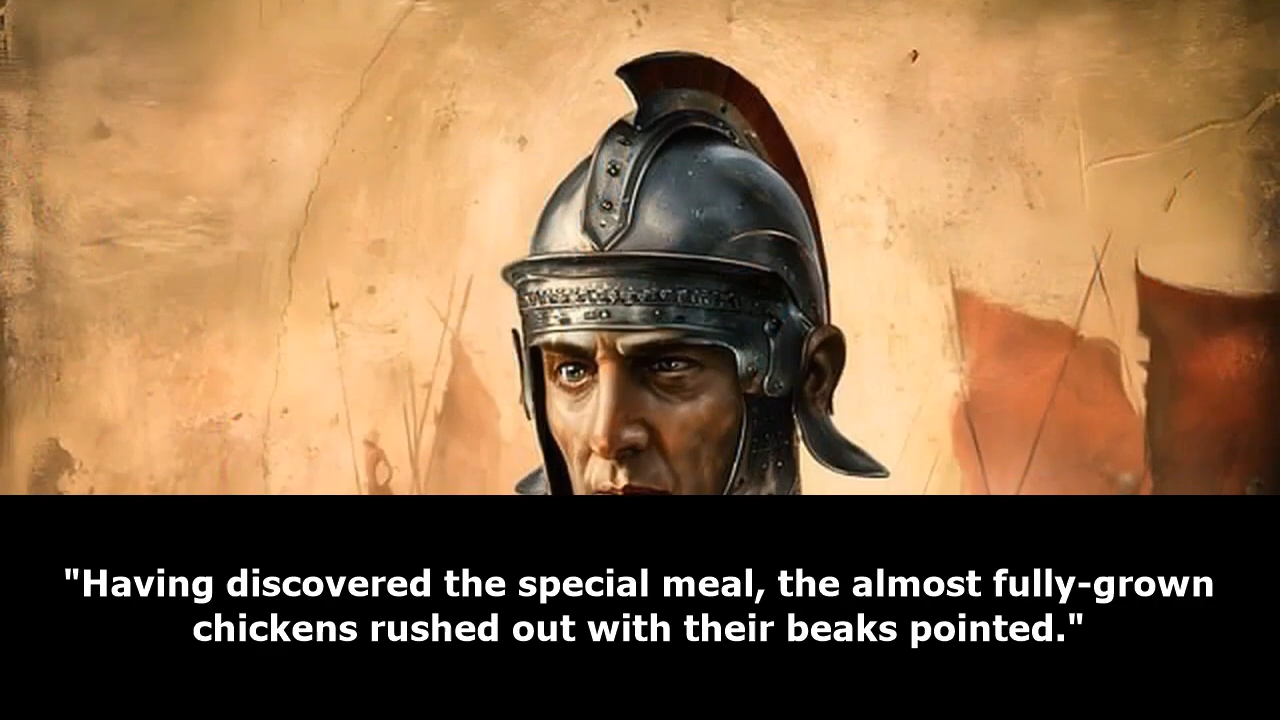 "Having discovered the special meal, the almost fully-grown
chickens rushed out with their beaks pointed."